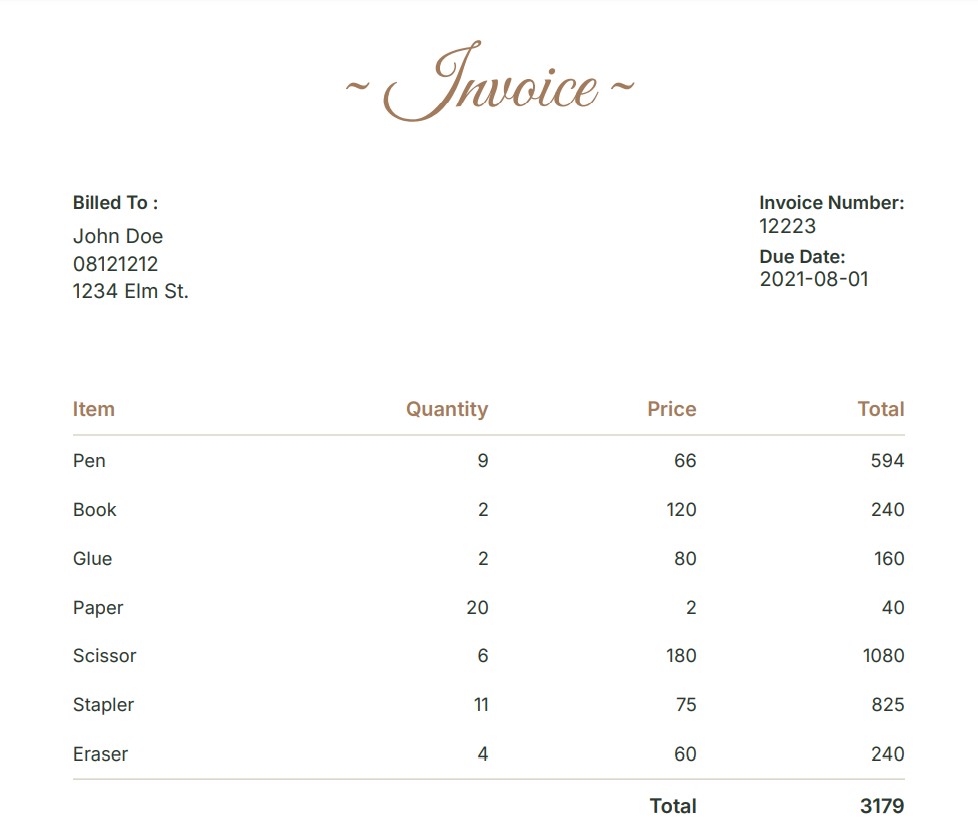 ~ Invoice ~
Billed To :
John Doe
08121212
1234 Elm St.
Invoice Number:
12223
Due Date:
2021-08-01
Item Quantity Price Total
Pen 9 66 594
Book 2 120 240
Glue 2 80 160
Paper 20 2 40
Scissor 6 180 1080
Stapler 11 75 825
Eraser 4 60 240
Total 3179